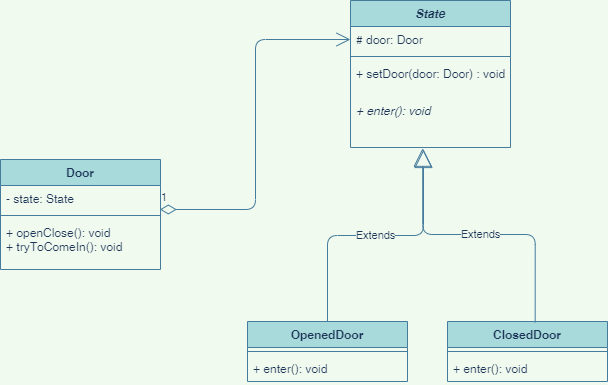 State
# door: Door
+ setDoor(door: Door) : void
+ enter(): void
Door
- state: State
1
+ openClose(): void
+ tryToComeIn(): void
Extends
Extends
OpenedDoor
+ enter(): void
ClosedDoor
+ enter(): void